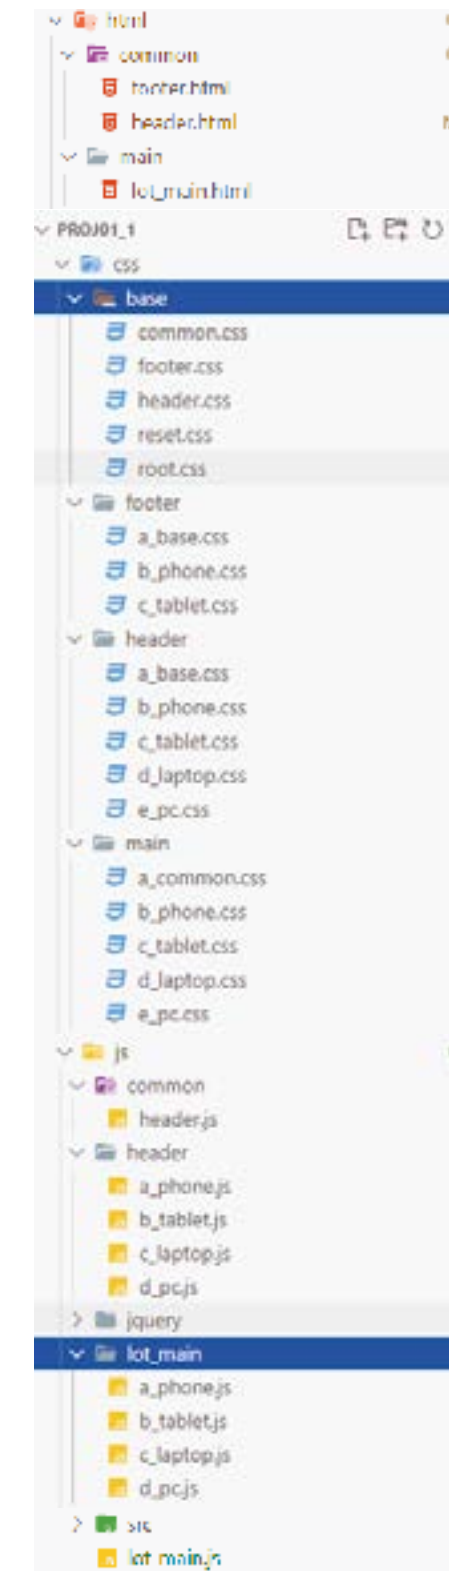 html
common
footer.html
header.html
main
lot_main.html
PROJ01_1
css
base
common.css
footer.css
header.css
reset.css
root.css
footer
a_base.css
b_phone.css
c_tablet.css
header
a_base.css
b_phone.css
c_tablet.css
d_laptop.css
e_pc.css
main
a_common.css
b_phone.css
c_tablet.css
d_laptop.css
e_pc.css
js
common
header.js
header
a_phone.js
b_tablet.js
c_laptop.js
d_pc.js
jquery
lot_main
a_phone.js
b_tablet.js
c_laptop.js
d_pc.js
src
lot_main.js